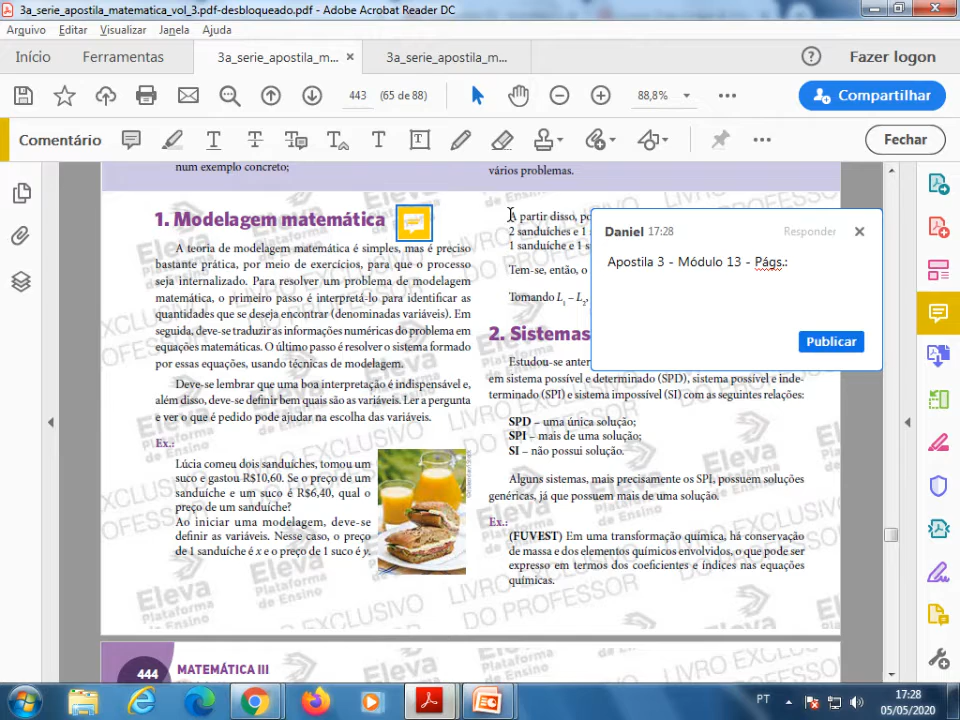 3a_serie_apostila_matematica_vol_3.pdf-desbloqueado.pdf - Adobe Acrobat Reader DC
Arquivo Editar Visualizar Janela Ajuda
Início Ferramentas 3a_serie_apostila_m... 3a_serie_apostila_m... Fazer logon
443 (65 de 88) 88,8% Compartilhar
Comentário Fechar
num exemplo concreto;
vários problemas.
1. Modelagem matemática
A teoria de modelagem matemática é simples, mas é preciso
bastante prática, por meio de exercícios, para que o processo
seja internalizado. Para resolver um problema de modelagem
matemática, o primeiro passo é interpretá-lo para identificar as
quantidades que se deseja encontrar (denominadas variáveis). Em
seguida, deve-se traduzir as informações numéricas do problema em
equações matemáticas. O último passo é resolver o sistema formado
por essas equações, usando técnicas de modelagem.
Deve-se lembrar que uma boa interpretação é indispensável e,
além disso, deve-se definir bem quais são as variáveis. Ler a pergunta
e ver o que é pedido pode ajudar na escolha das variáveis.
Ex.:
Lúcia comeu dois sanduíches, tomou um
suco e gastou R$10,60. Se o preço de um
sanduíche e um suco é R$6,40, qual o
preço de um sanduíche?
Ao iniciar uma modelagem, deve-se
definir as variáveis. Nesse caso, o preço
de 1 sanduíche é x e o preço de 1 suco é y.
A partir disso, po
2 sanduíches e 1 s
1 sanduíche e 1 s
Tem-se, então, o
Tomando L1 – L2,
Daniel 17:28 Responder
Apostila 3 - Módulo 13 - Págs.:
Publicar
2. Sistemas
Estudou-se anter
em sistema possível e determinado (SPD), sistema possível e inde-
terminado (SPI) e sistema impossível (SI) com as seguintes relações:
SPD – uma única solução;
SPI – mais de uma solução;
SI – não possui solução.
Alguns sistemas, mais precisamente os SPI, possuem soluções
genéricas, já que possuem mais de uma solução.
Ex.:
(FUVEST) Em uma transformação química, há conservação
de massa e dos elementos químicos envolvidos, o que pode ser
expresso em termos dos coeficientes e índices nas equações
químicas.
Eleva
Plataforma
de Ensino
LIVRO EXCLUSIVO
DO PROFESSOR
444 MATEMÁTICA III
PT 17:28
05/05/2020